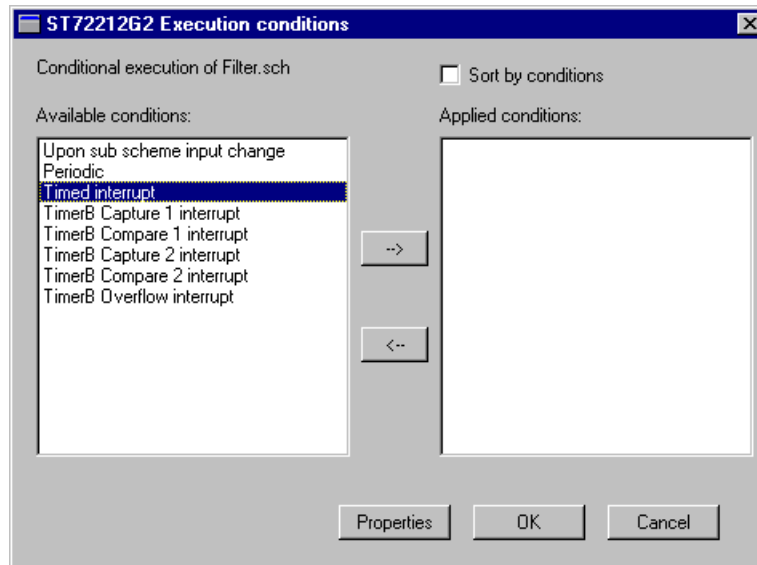 ST72212G2 Execution conditions
Conditional execution of Filter.sch
Sort by conditions
Available conditions:
Applied conditions:
Upon sub scheme input change
Periodic
Timed interrupt
TimerB Capture 1 interrupt
TimerB Compare 1 interrupt
TimerB Capture 2 interrupt
TimerB Compare 2 interrupt
TimerB Overflow interrupt
-->
<--
Properties
OK
Cancel